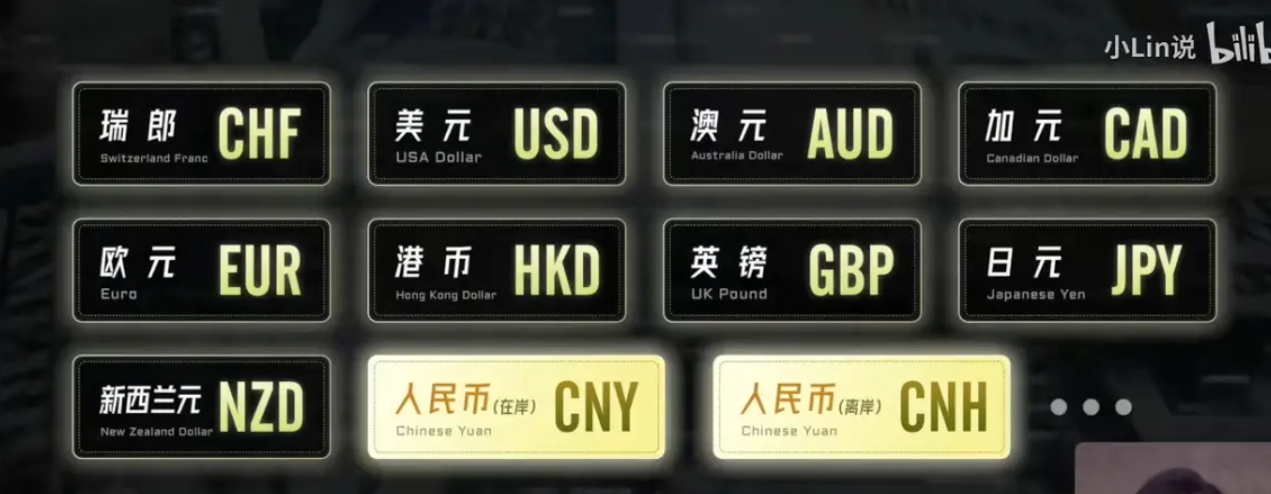 小Lin说 bilib
瑞郎 CHF
Switzerland Franc
美元 USD
USA Dollar
澳元 AUD
Australia Dollar
加元 CAD
Canadian Dollar
欧元 EUR
Euro
港币 HKD
Hong Kong Dollar
英镑 GBP
UK Pound
日元 JPY
Japanese Yen
新西兰元 NZD
New Zealand Dollar
人民币(在岸) CNY
Chinese Yuan
人民币(离岸) CNH
Chinese Yuan